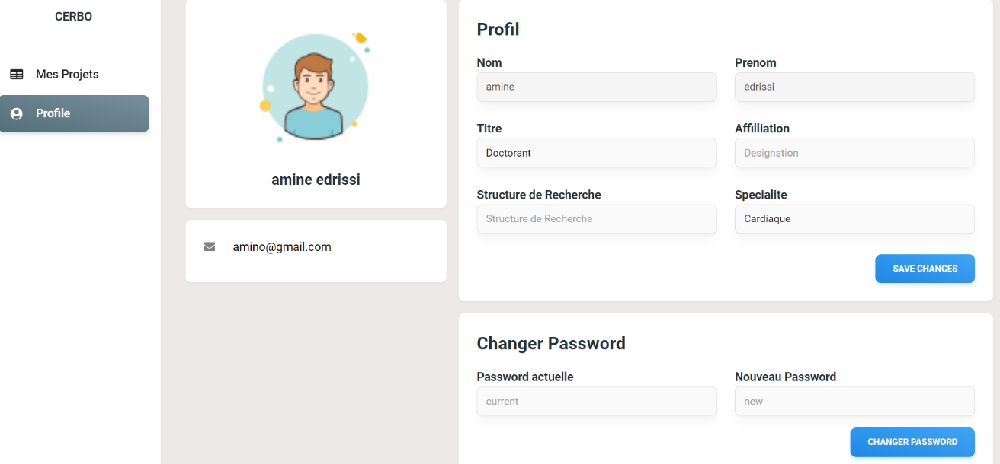 CERBO
Mes Projets
Profile
amine edrissi
amino@gmail.com
Profil
Nom
Prenom
amine
edrissi
Titre
Affilliation
Doctorant
Designation
Structure de Recherche
Specialite
Structure de Recherche
Cardiaque
SAVE CHANGES
Changer Password
Password actuelle
Nouveau Password
current
new
CHANGER PASSWORD